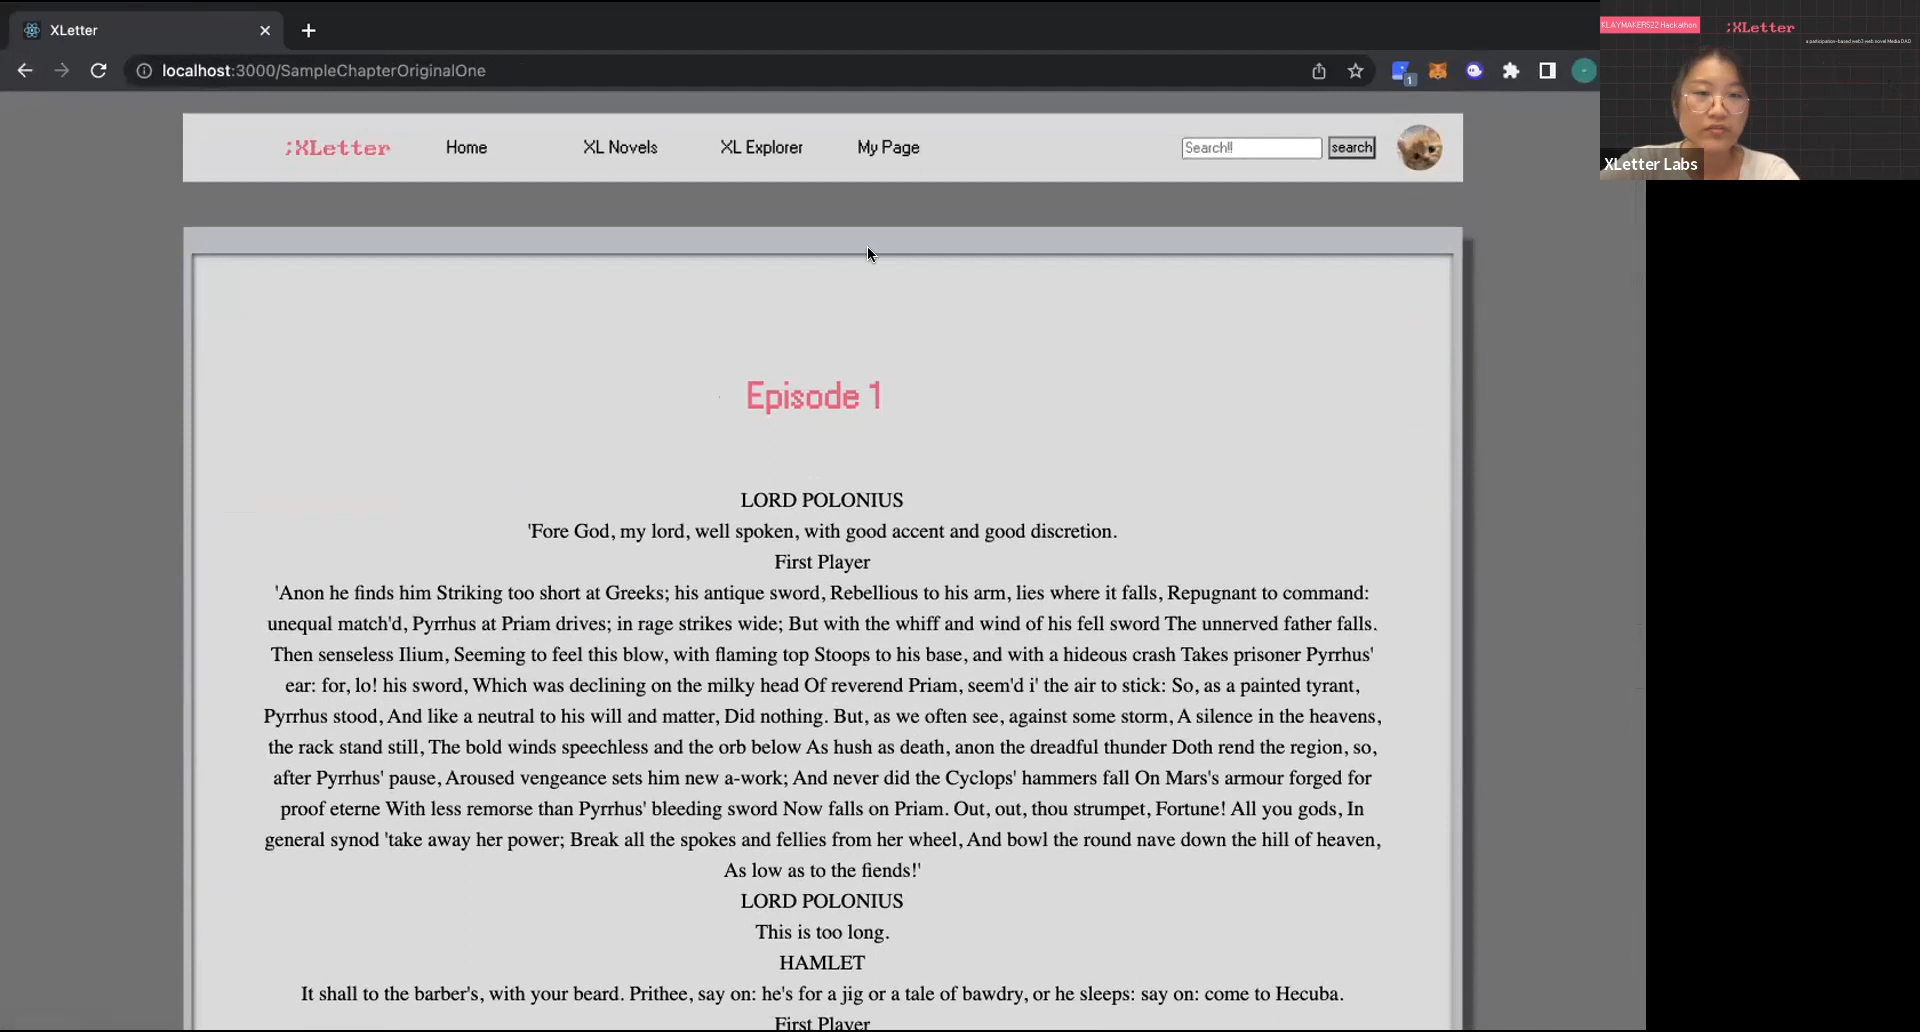 XLetter
localhost:3000/SampleChapterOriginalOne
1
KLAYMAKERS22 Hackathon
;XLetter
a participation-based web3 web novel Media DAO
XLetter Labs
;XLetter
Home
XL Novels
XL Explorer
My Page
Search!!
search
Episode 1
LORD POLONIUS
'Fore God, my lord, well spoken, with good accent and good discretion.
First Player
'Anon he finds him Striking too short at Greeks; his antique sword, Rebellious to his arm, lies where it falls, Repugnant to command:
unequal match'd, Pyrrhus at Priam drives; in rage strikes wide; But with the whiff and wind of his fell sword The unnerved father falls.
Then senseless Ilium, Seeming to feel this blow, with flaming top Stoops to his base, and with a hideous crash Takes prisoner Pyrrhus'
ear: for, lo! his sword, Which was declining on the milky head Of reverend Priam, seem'd i' the air to stick: So, as a painted tyrant,
Pyrrhus stood, And like a neutral to his will and matter, Did nothing. But, as we often see, against some storm, A silence in the heavens,
the rack stand still, The bold winds speechless and the orb below As hush as death, anon the dreadful thunder Doth rend the region, so,
after Pyrrhus' pause, Aroused vengeance sets him new a-work; And never did the Cyclops' hammers fall On Mars's armour forged for
proof eterne With less remorse than Pyrrhus' bleeding sword Now falls on Priam. Out, out, thou strumpet, Fortune! All you gods, In
general synod 'take away her power; Break all the spokes and fellies from her wheel, And bowl the round nave down the hill of heaven,
As low as to the fiends!'
LORD POLONIUS
This is too long.
HAMLET
It shall to the barber's, with your beard. Prithee, say on: he's for a jig or a tale of bawdry, or he sleeps: say on: come to Hecuba.
First Player